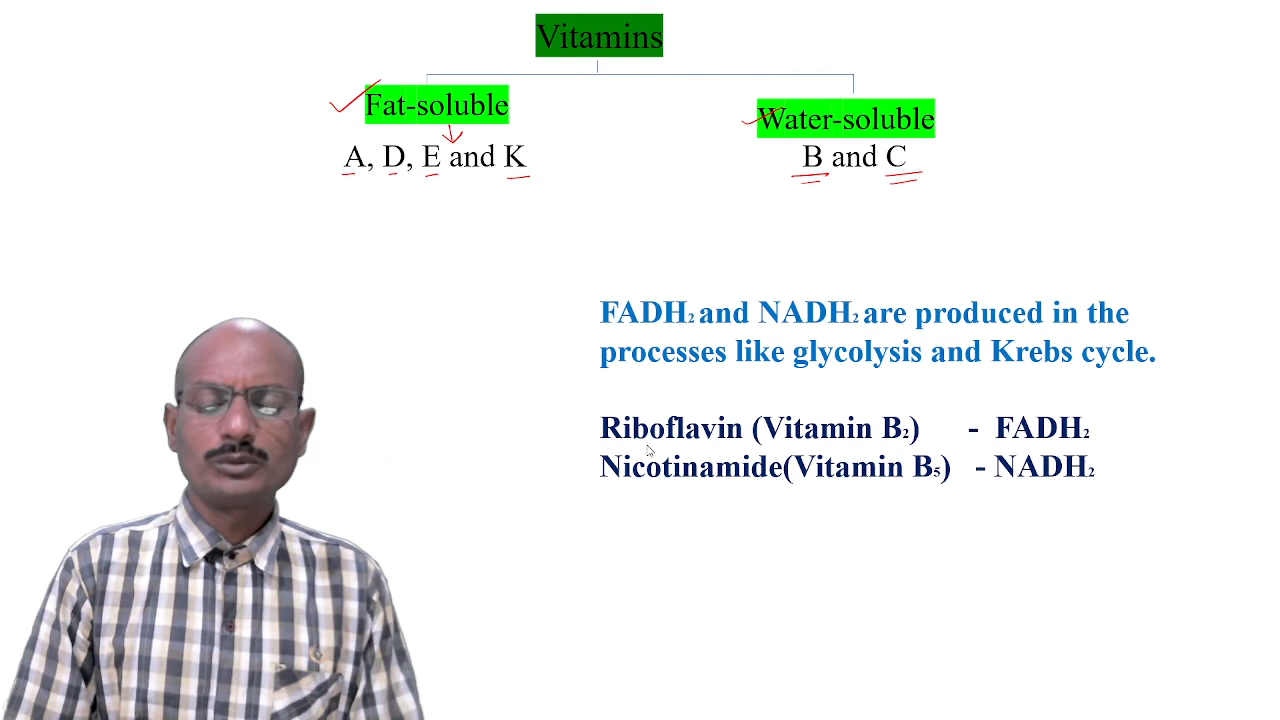 Vitamins
Fat-soluble
Water-soluble
A, D, E and K
B and C
FADH₂ and NADH₂ are produced in the
processes like glycolysis and Krebs cycle.
Riboflavin (Vitamin B₂) - FADH₂
Nicotinamide(Vitamin B₅) - NADH₂